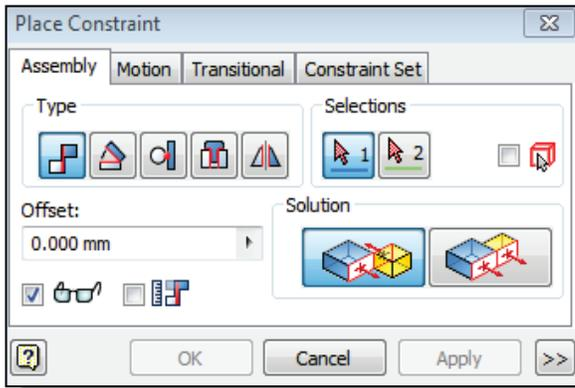 Place Constraint
Assembly Motion Transitional Constraint Set
Type Selections
1 2
Offset: Solution
0.000 mm
? OK Cancel Apply >>